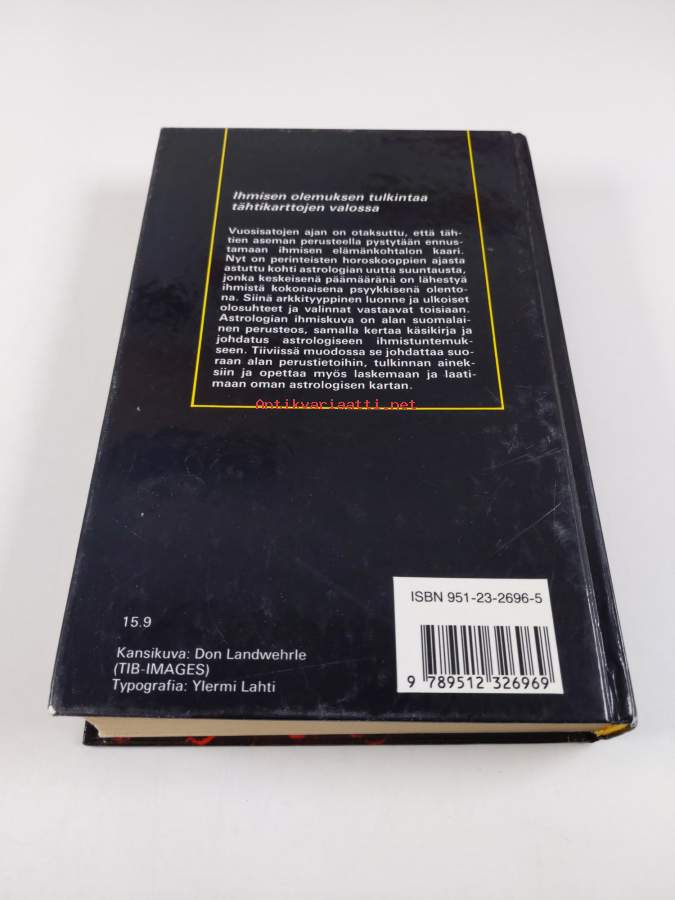 Ihmisen olemuksen tulkintaa
tähtikarttojen valossa
Vuosisatojen ajan on otaksuttu, että täh-
tien aseman perusteella pystytään ennus-
tamaan ihmisen elämänkohtalon kaari.
Nyt on perinteisten horoskooppien ajasta
astuttu kohti astrologian uutta suuntausta,
jonka keskeisenä päämääränä on lähestyä
ihmistä kokonaisena psyykkisenä olento-
na. Siinä arkkityyppinen luonne ja ulkoiset
olosuhteet ja valinnat vastaavat toisiaan.
Astrologian ihmiskuva on alan suomalai-
nen perusteos, samalla kertaa käsikirja ja
johdatus astrologiseen ihmistuntemuk-
seen. Tiiviissä muodossa se johdattaa suo-
raan alan perustietoihin, tulkinnan ainek-
siin ja opettaa myös laskemaan ja laati-
maan oman astrologisen kartan.
Antikvariaatti.net
ISBN 951-23-2696-5
15.9
Kansikuva: Don Landwehrle
(TIB-IMAGES)
Typografia: Ylermi Lahti
9 789512 326969